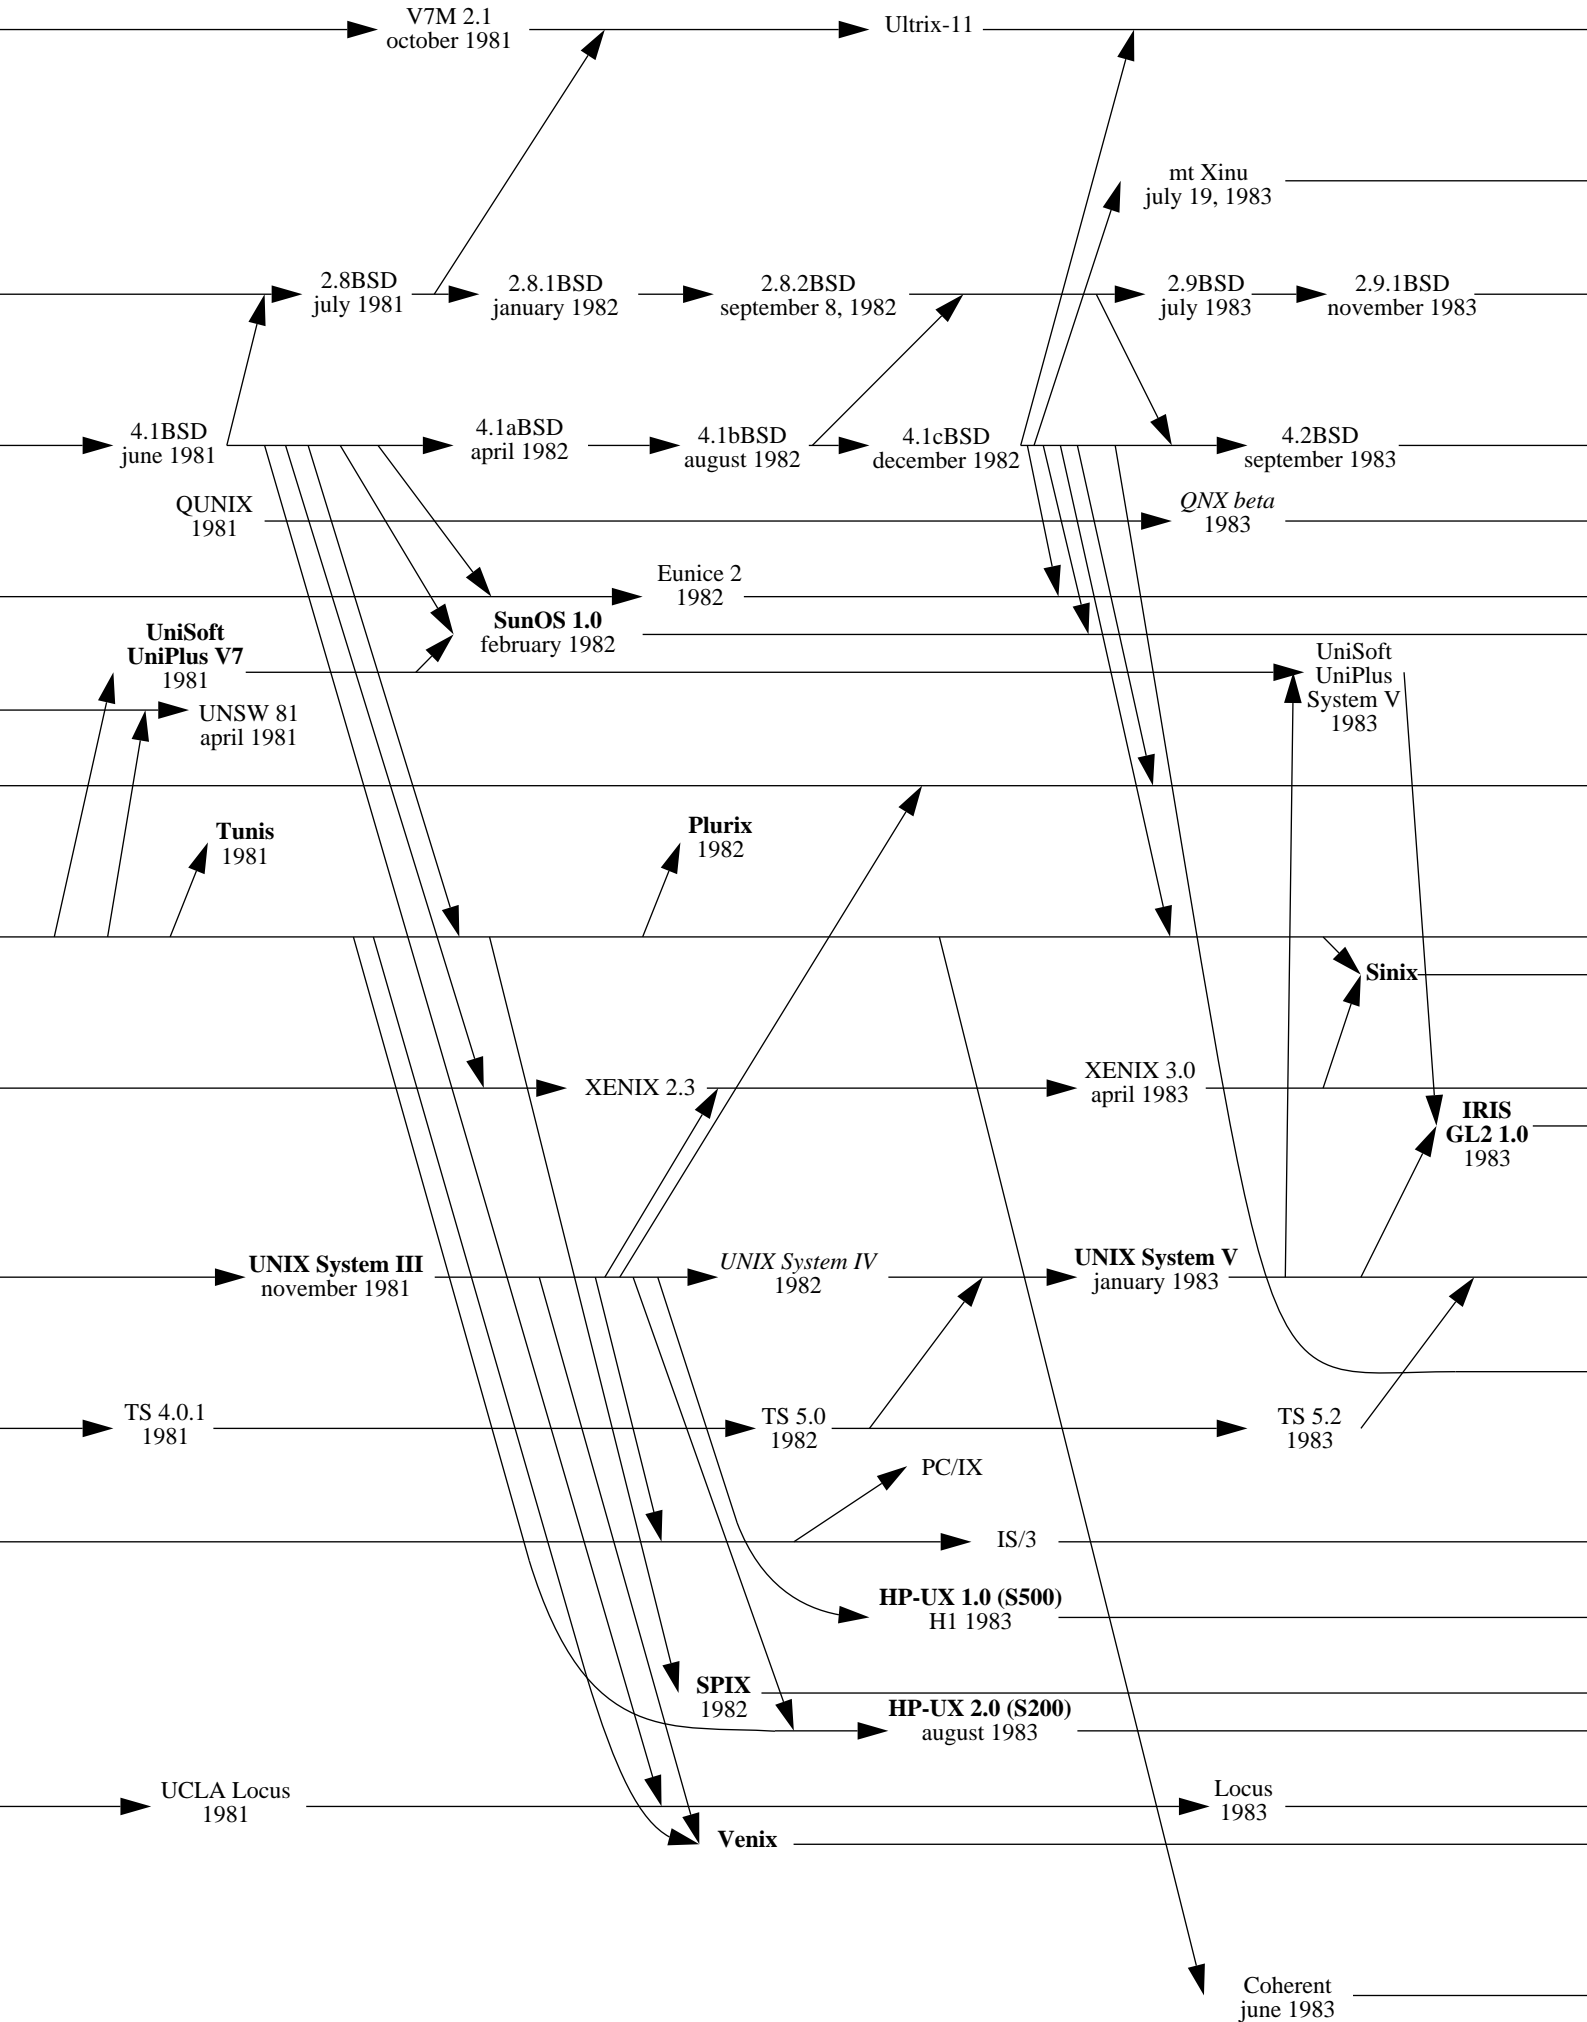 V7M 2.1
october 1981
Ultrix-11
mt Xinu
july 19, 1983
2.8BSD
july 1981
2.8.1BSD
january 1982
2.8.2BSD
september 8, 1982
2.9BSD
july 1983
2.9.1BSD
november 1983
4.1BSD
june 1981
4.1aBSD
april 1982
4.1bBSD
august 1982
4.1cBSD
december 1982
4.2BSD
september 1983
QUNIX
1981
QNX beta
1983
Eunice 2
1982
SunOS 1.0
february 1982
UniSoft
UniPlus V7
1981
UniSoft
UniPlus
System V
1983
UNSW 81
april 1981
Tunis
1981
Plurix
1982
Sinix
XENIX 2.3
XENIX 3.0
april 1983
IRIS
GL2 1.0
1983
UNIX System III
november 1981
UNIX System IV
1982
UNIX System V
january 1983
TS 4.0.1
1981
TS 5.0
1982
TS 5.2
1983
PC/IX
IS/3
HP-UX 1.0 (S500)
H1 1983
SPIX
1982
HP-UX 2.0 (S200)
august 1983
UCLA Locus
1981
Locus
1983
Venix
Coherent
june 1983